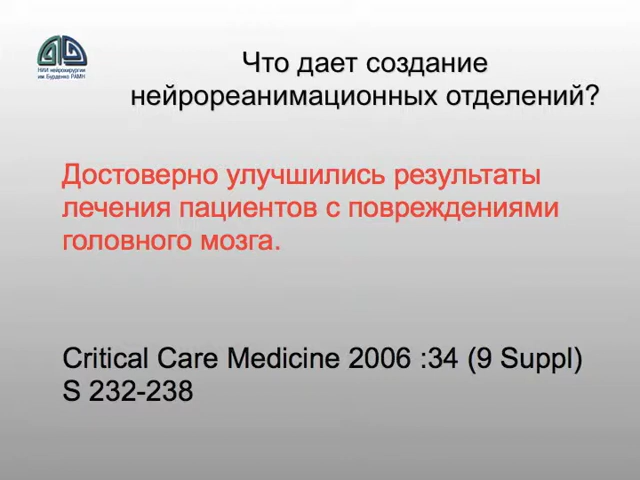 НИИ нейрохирургии
им Бурденко РАМН
Что дает создание
нейрореанимационных отделений?
Достоверно улучшились результаты
лечения пациентов с повреждениями
головного мозга.
Critical Care Medicine 2006 :34 (9 Suppl)
S 232-238